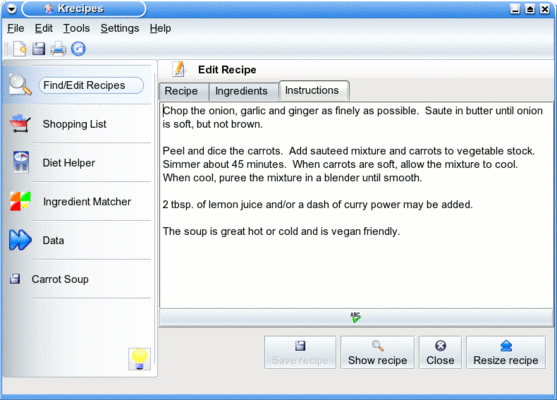 Krecipes
File Edit Tools Settings Help
Edit Recipe
Find/Edit Recipes
Shopping List
Diet Helper
Ingredient Matcher
Data
Carrot Soup
Recipe Ingredients Instructions
Chop the onion, garlic and ginger as finely as possible. Saute in butter until onion
is soft, but not brown.
Peel and dice the carrots. Add sauteed mixture and carrots to vegetable stock.
Simmer about 45 minutes. When carrots are soft, allow the mixture to cool.
When cool, puree the mixture in a blender until smooth.
2 tbsp. of lemon juice and/or a dash of curry power may be added.
The soup is great hot or cold and is vegan friendly.
ABC
Save recipe Show recipe Close Resize recipe